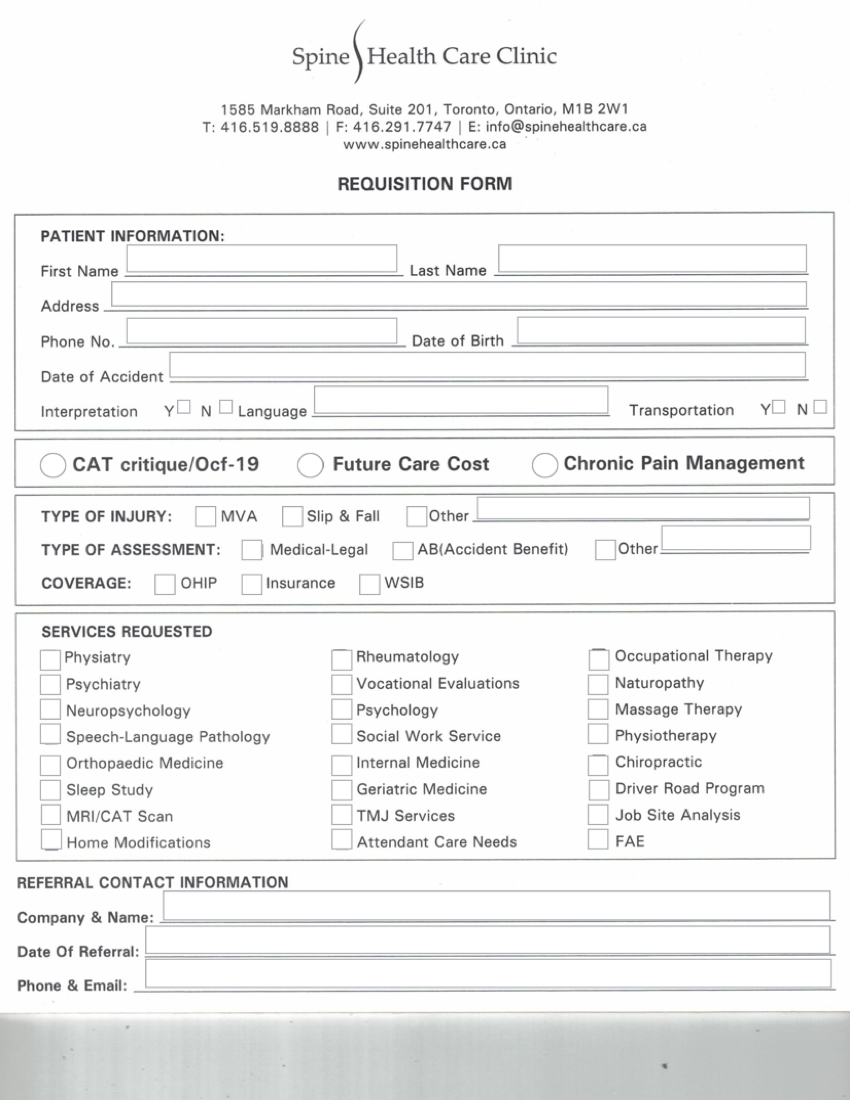 Spine Health Care Clinic
1585 Markham Road, Suite 201, Toronto, Ontario, M1B 2W1
T: 416.519.8888 | F: 416.291.7747 | E: info@spinehealthcare.ca
www.spinehealthcare.ca
REQUISITION FORM
PATIENT INFORMATION:
First Name Last Name
Address
Phone No. Date of Birth
Date of Accident
Interpretation Y N Language Transportation Y N
CAT critique/Ocf-19 Future Care Cost Chronic Pain Management
TYPE OF INJURY: MVA Slip & Fall Other
TYPE OF ASSESSMENT: Medical-Legal AB(Accident Benefit) Other
COVERAGE: OHIP Insurance WSIB
SERVICES REQUESTED
Physiatry Rheumatology Occupational Therapy
Psychiatry Vocational Evaluations Naturopathy
Neuropsychology Psychology Massage Therapy
Speech-Language Pathology Social Work Service Physiotherapy
Orthopaedic Medicine Internal Medicine Chiropractic
Sleep Study Geriatric Medicine Driver Road Program
MRI/CAT Scan TMJ Services Job Site Analysis
Home Modifications Attendant Care Needs FAE
REFERRAL CONTACT INFORMATION
Company & Name:
Date Of Referral:
Phone & Email: